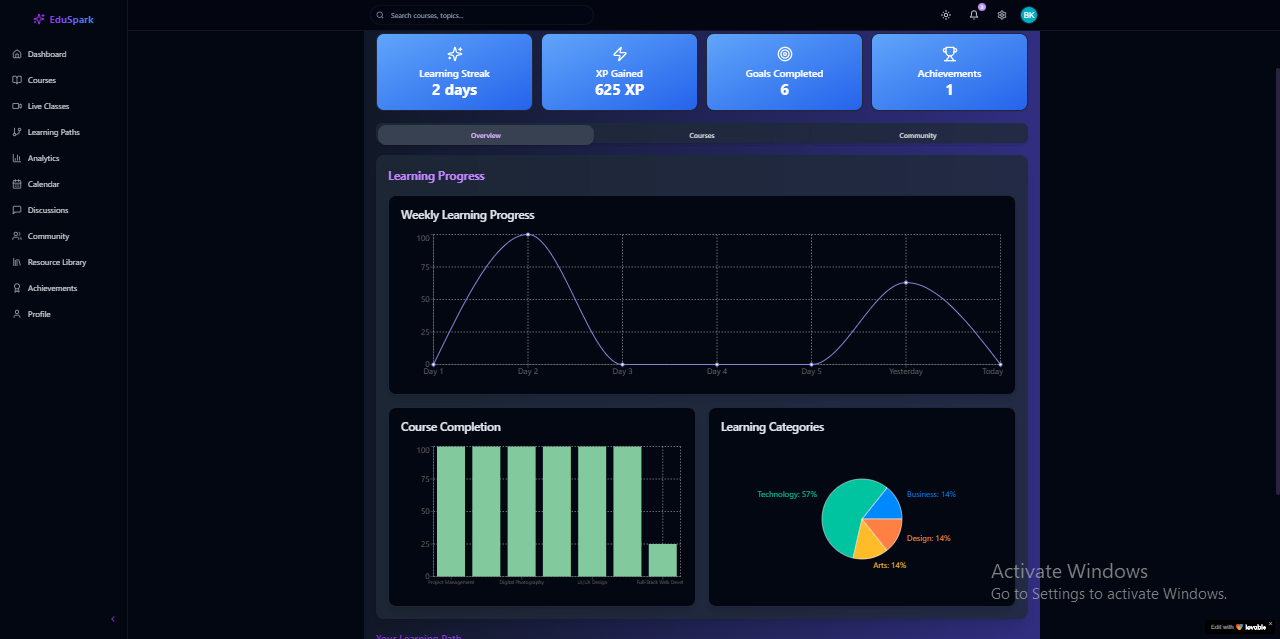 EduSpark
Search courses, topics...
BK
Dashboard
Courses
Live Classes
Learning Paths
Analytics
Calendar
Discussions
Community
Resource Library
Achievements
Profile
Learning Streak
2 days
XP Gained
625 XP
Goals Completed
6
Achievements
1
Overview
Courses
Community
Learning Progress
Weekly Learning Progress
100
75
50
25
0
Day 1
Day 2
Day 3
Day 4
Day 5
Yesterday
Today
Course Completion
100
75
50
25
0
Project Management
Digital Photography
UI/UX Design
Full-Stack Web Devel
Learning Categories
Technology: 57%
Business: 14%
Design: 14%
Arts: 14%
Activate Windows
Go to Settings to activate Windows.
Edit with lovable
Your Learning Path